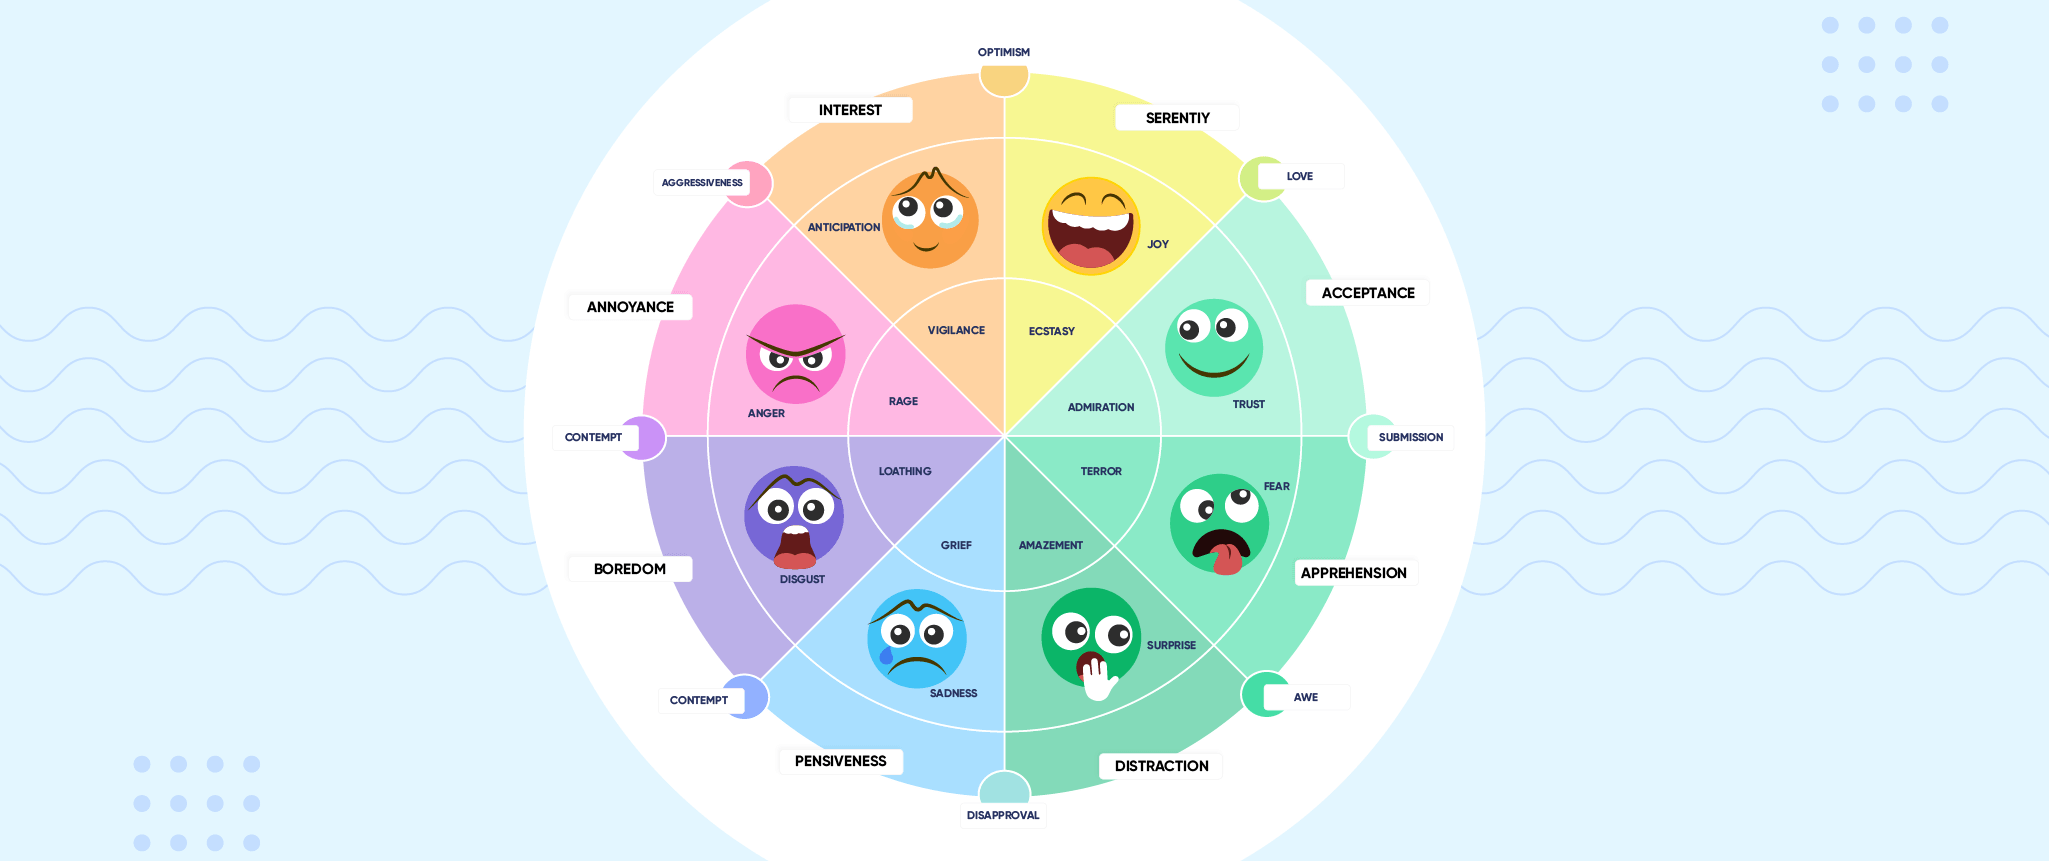 OPTIMISM
INTEREST
SERENTIY
AGGRESSIVENESS
LOVE
ANTICIPATION
JOY
ANNOYANCE
ACCEPTANCE
VIGILANCE
ECSTASY
ANGER
RAGE
ADMIRATION
TRUST
CONTEMPT
SUBMISSION
LOATHING
TERROR
FEAR
GRIEF
AMAZEMENT
BOREDOM
DISGUST
APPREHENSION
SURPRISE
SADNESS
CONTEMPT
AWE
PENSIVENESS
DISTRACTION
DISAPPROVAL